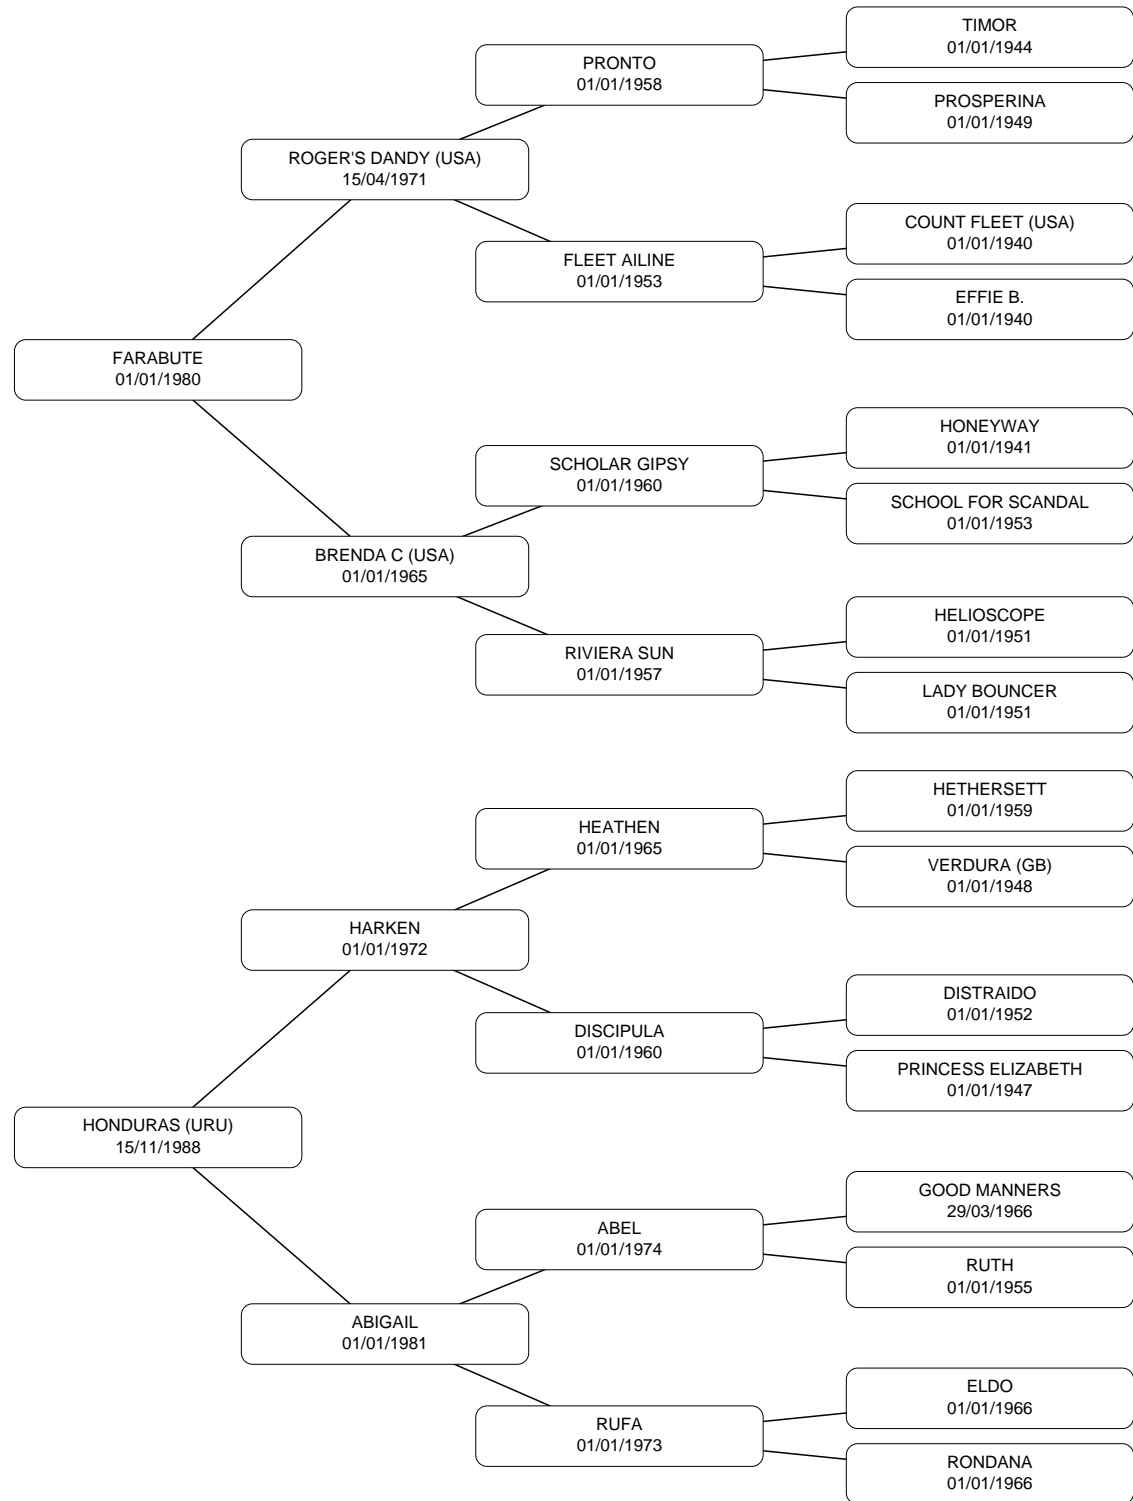 TIMOR
01/01/1944
PRONTO
01/01/1958
PROSPERINA
01/01/1949
ROGER'S DANDY (USA)
15/04/1971
COUNT FLEET (USA)
01/01/1940
FLEET AILINE
01/01/1953
EFFIE B.
01/01/1940
FARABUTE
01/01/1980
HONEYWAY
01/01/1941
SCHOLAR GIPSY
01/01/1960
SCHOOL FOR SCANDAL
01/01/1953
BRENDA C (USA)
01/01/1965
HELIOSCOPE
01/01/1951
RIVIERA SUN
01/01/1957
LADY BOUNCER
01/01/1951
HETHERSETT
01/01/1959
HEATHEN
01/01/1965
VERDURA (GB)
01/01/1948
HARKEN
01/01/1972
DISTRAIDO
01/01/1952
DISCIPULA
01/01/1960
PRINCESS ELIZABETH
01/01/1947
HONDURAS (URU)
15/11/1988
GOOD MANNERS
29/03/1966
ABEL
01/01/1974
RUTH
01/01/1955
ABIGAIL
01/01/1981
ELDO
01/01/1966
RUFA
01/01/1973
RONDANA
01/01/1966